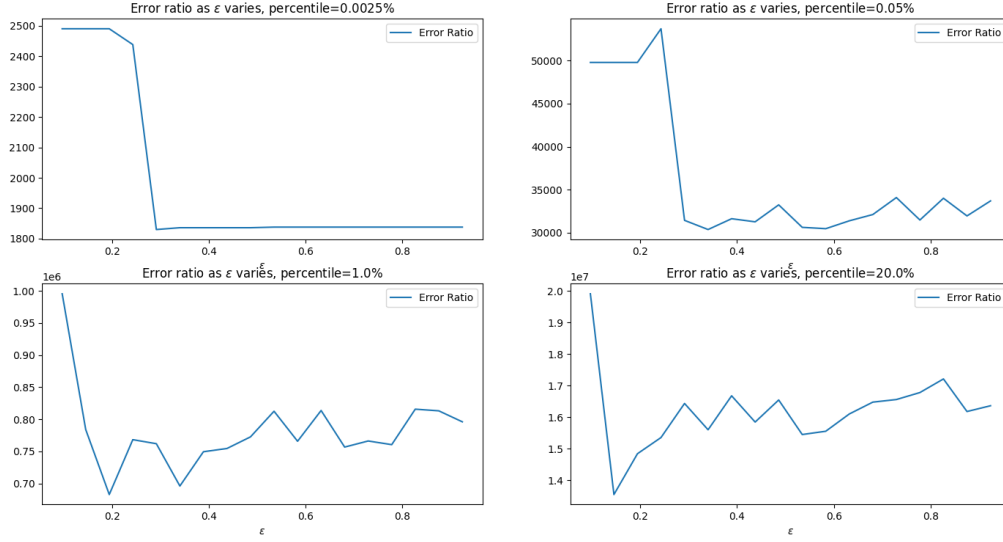 Error ratio as ε varies, percentile=0.0025%
Error Ratio
2500
2400
2300
2200
2100
2000
1900
1800
0.2 0.4 0.6 0.8
ε
Error ratio as ε varies, percentile=0.05%
Error Ratio
50000
45000
40000
35000
30000
0.2 0.4 0.6 0.8
ε
Error ratio as ε varies, percentile=1.0%
1e6
Error Ratio
1.00
0.95
0.90
0.85
0.80
0.75
0.70
0.2 0.4 0.6 0.8
ε
Error ratio as ε varies, percentile=20.0%
1e7
Error Ratio
2.0
1.9
1.8
1.7
1.6
1.5
1.4
0.2 0.4 0.6 0.8
ε